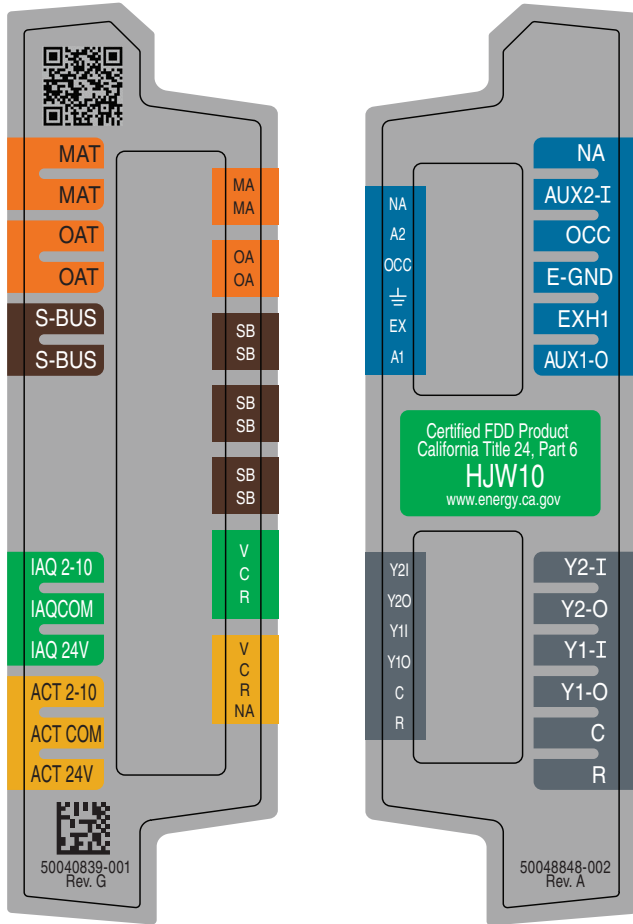 MAT
MAT
OAT
OAT
S-BUS
S-BUS
IAQ 2-10
IAQCOM
IAQ 24V
ACT 2-10
ACT COM
ACT 24V
MA
MA
OA
OA
SB
SB
SB
SB
SB
SB
V
C
R
V
C
R
NA
50040839-001
Rev. G
NA
A2
OCC
EX
A1
NA
AUX2-I
OCC
E-GND
EXH1
AUX1-O
Certified FDD Product
California Title 24, Part 6
HJW10
www.energy.ca.gov
Y2I
Y2O
Y1I
Y1O
C
R
Y2-I
Y2-O
Y1-I
Y1-O
C
R
50048848-002
Rev. A